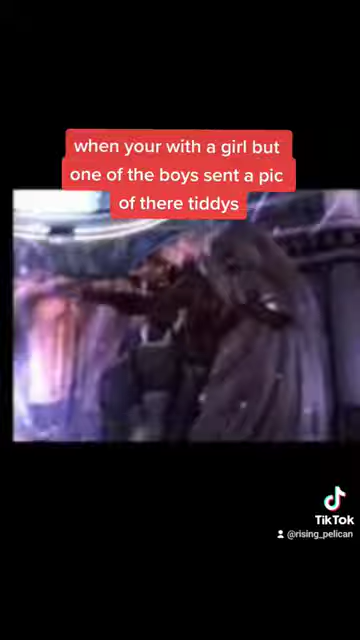 when your with a girl but
one of the boys sent a pic
of there tiddys
TikTok
@rising_pelican